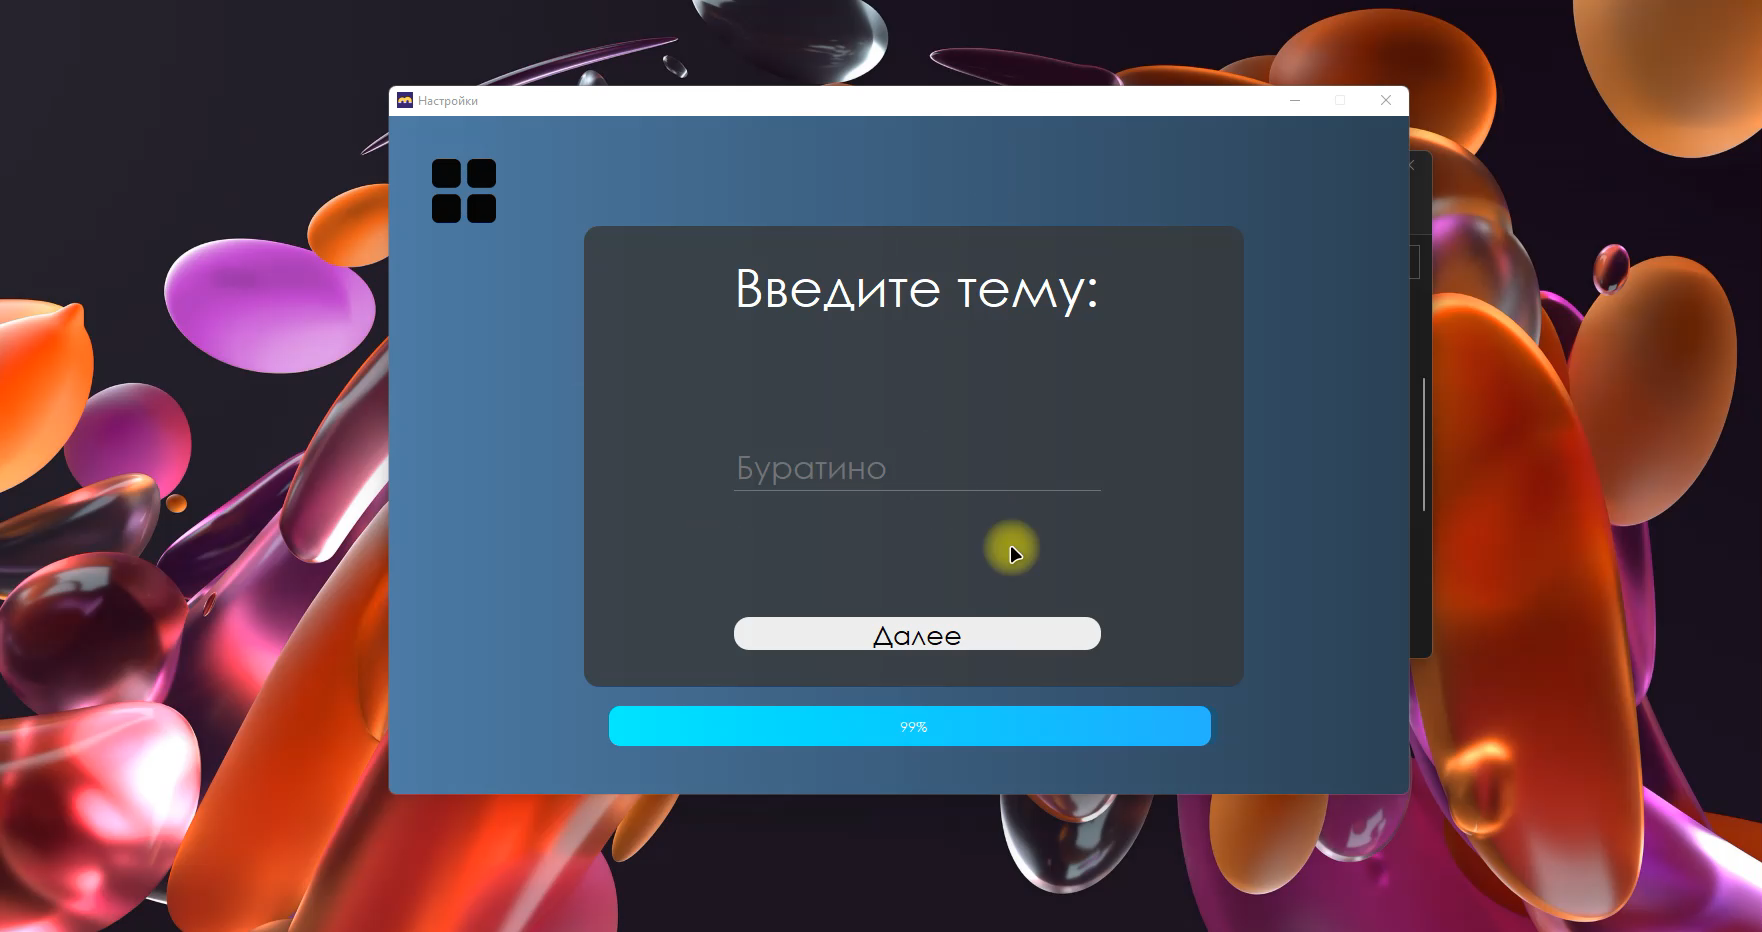 Настройки
Введите тему:
Буратино
Далее
99%